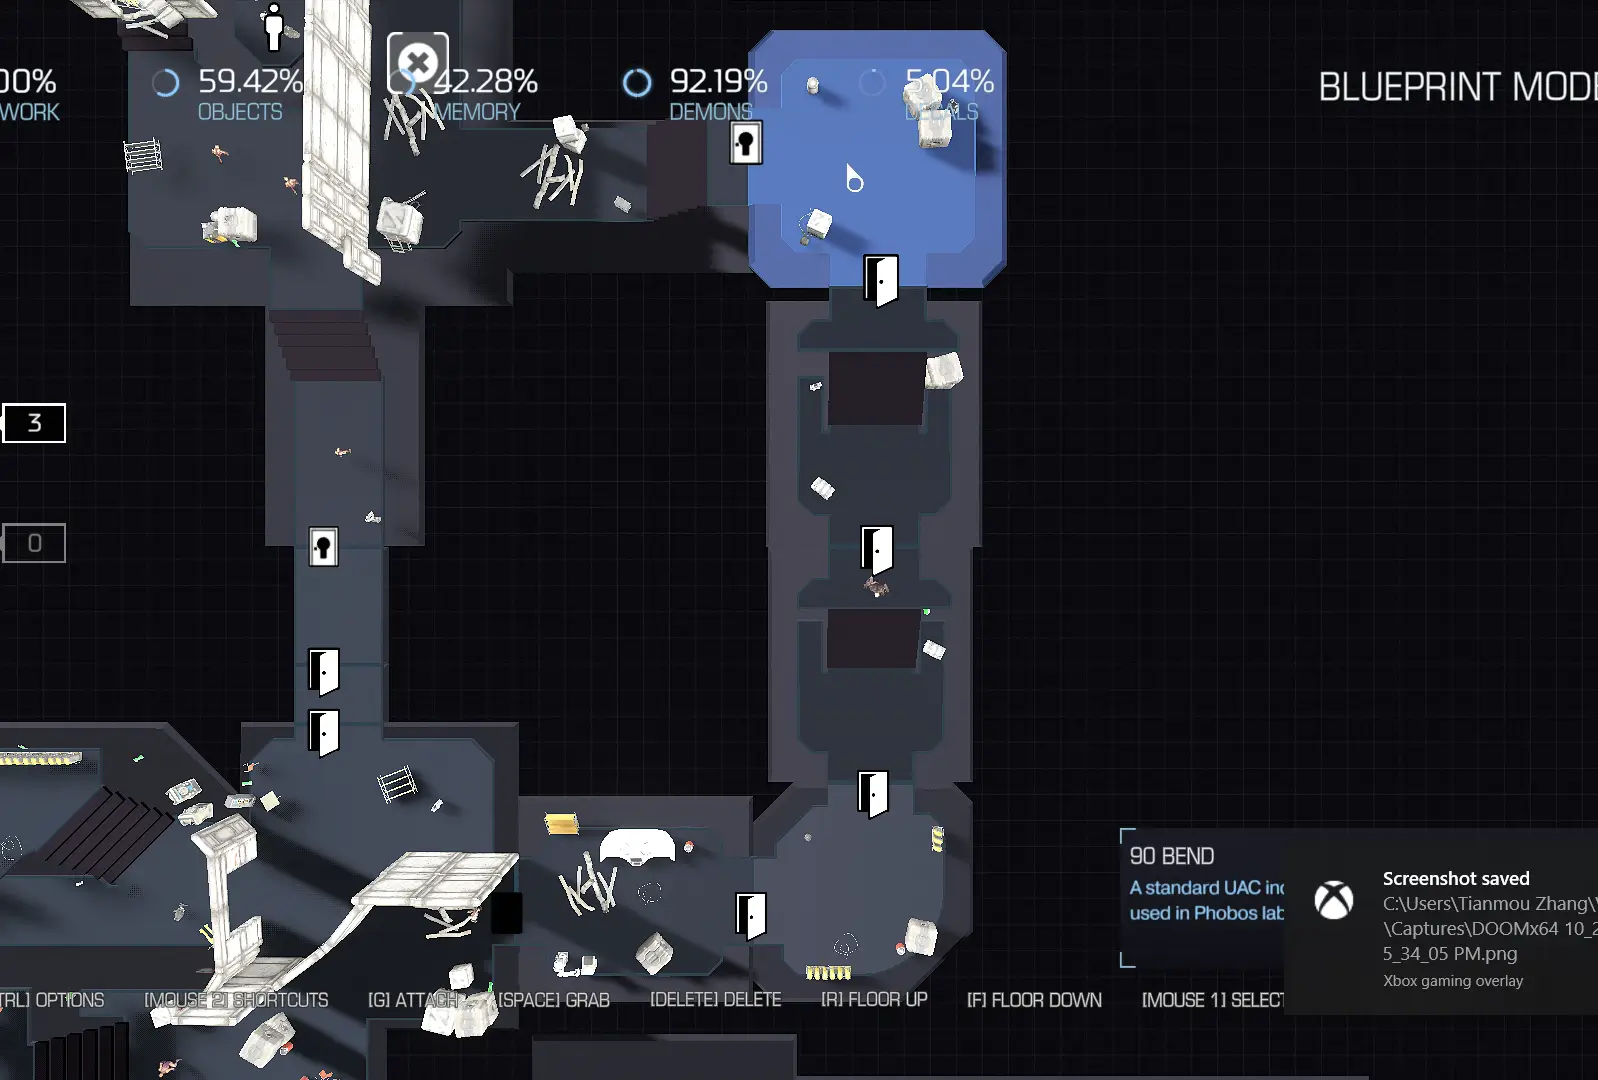 00% 59.42% 42.28% 92.19% 5.04% BLUEPRINT MODE
WORK OBJECTS MEMORY DEMONS DECALS
3
0
90 BEND
A standard UAC
used in Phobos lab
Screenshot saved
C:\Users\Tianmou Zhang\
\Captures\DOOMx64 10_2
5_34_05 PM.png
Xbox gaming overlay
TRL] OPTIONS [MOUSE 2] SHORTCUTS [G] ATTACH [SPACE] GRAB [DELETE] DELETE [R] FLOOR UP [F] FLOOR DOWN [MOUSE 1] SELECT